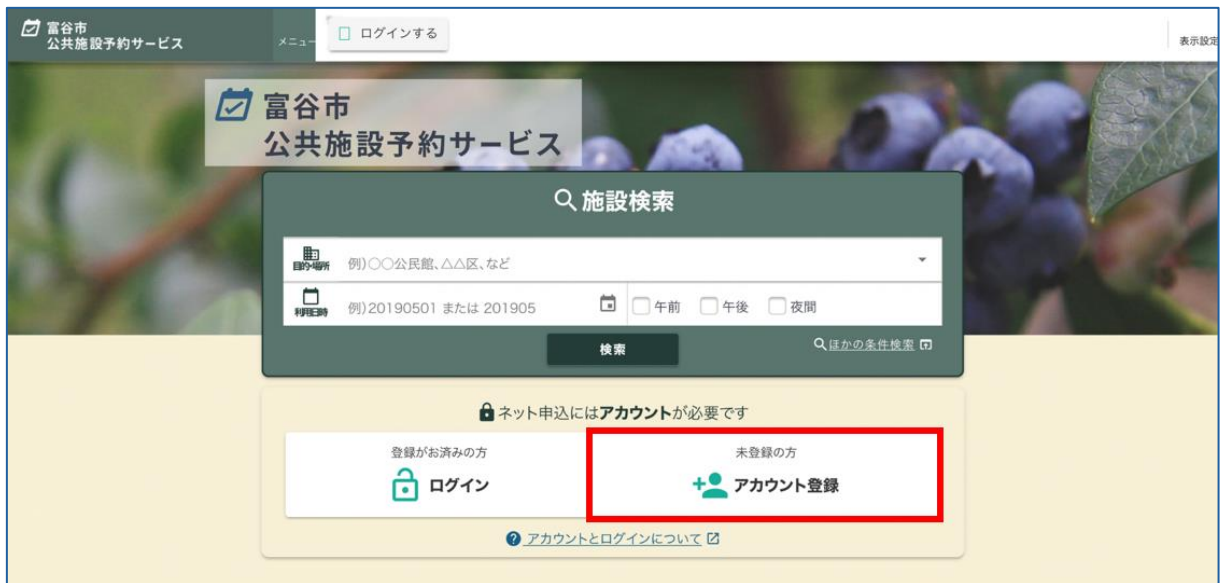 富谷市
公共施設予約サービス
メニュー
ログインする
表示設定
富谷市
公共施設予約サービス
施設検索
目的・場所
例)○○公民館、△△区、など
利用日時
例)20190501 または 201905
午前
午後
夜間
検索
ほかの条件検索
ネット申込にはアカウントが必要です
登録がお済みの方
ログイン
未登録の方
アカウント登録
アカウントとログインについて